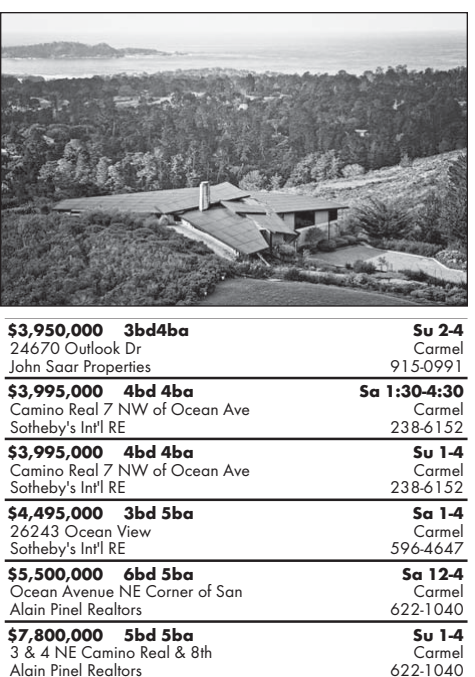 $3,950,000 3bd4ba Su 2-4
24670 Outlook Dr Carmel
John Saar Properties 915-0991
$3,995,000 4bd 4ba Sa 1:30-4:30
Camino Real 7 NW of Ocean Ave Carmel
Sotheby's Int'l RE 238-6152
$3,995,000 4bd 4ba Su 1-4
Camino Real 7 NW of Ocean Ave Carmel
Sotheby's Int'l RE 238-6152
$4,495,000 3bd 5ba Sa 1-4
26243 Ocean View Carmel
Sotheby's Int'l RE 596-4647
$5,500,000 6bd 5ba Sa 12-4
Ocean Avenue NE Corner of San Carmel
Alain Pinel Realtors 622-1040
$7,800,000 5bd 5ba Su 1-4
3 & 4 NE Camino Real & 8th Carmel
Alain Pinel Realtors 622-1040